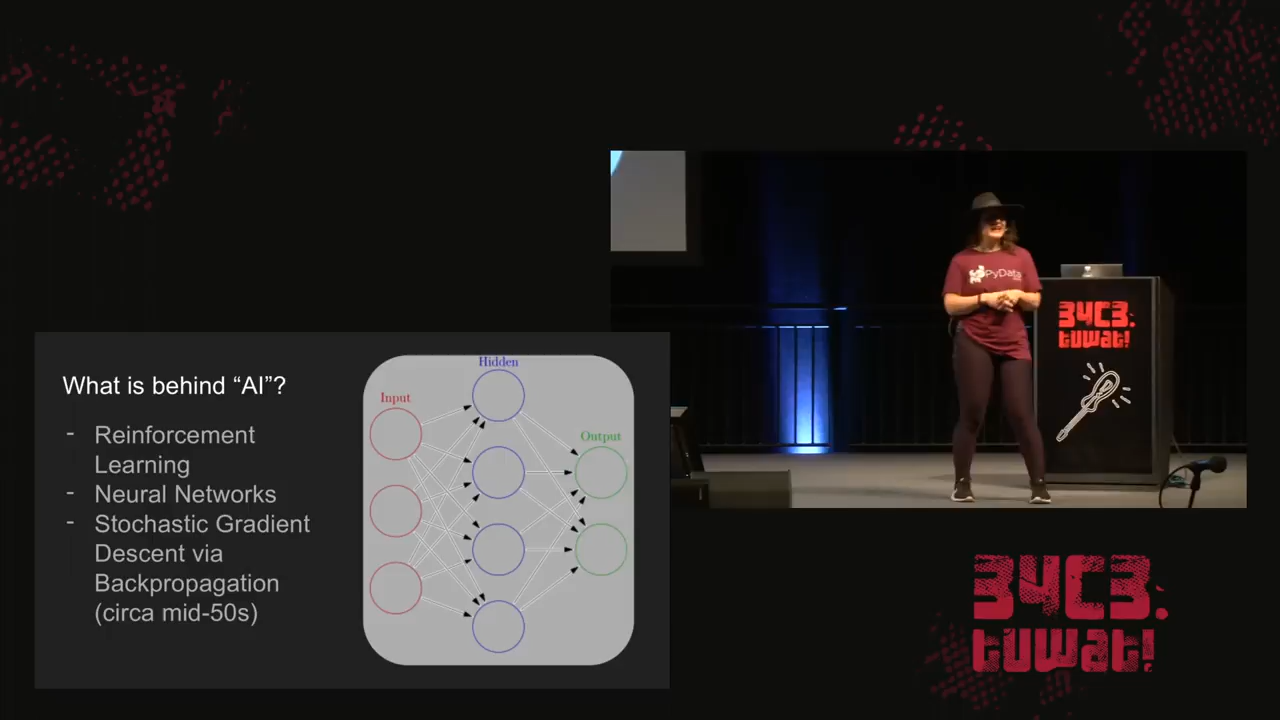 What is behind “AI”?
- Reinforcement
Learning
- Neural Networks
- Stochastic Gradient
Descent via
Backpropagation
(circa mid-50s)
Input
Hidden
Output
PyData
34C3:
tuwat!
34C3:
tuwat!